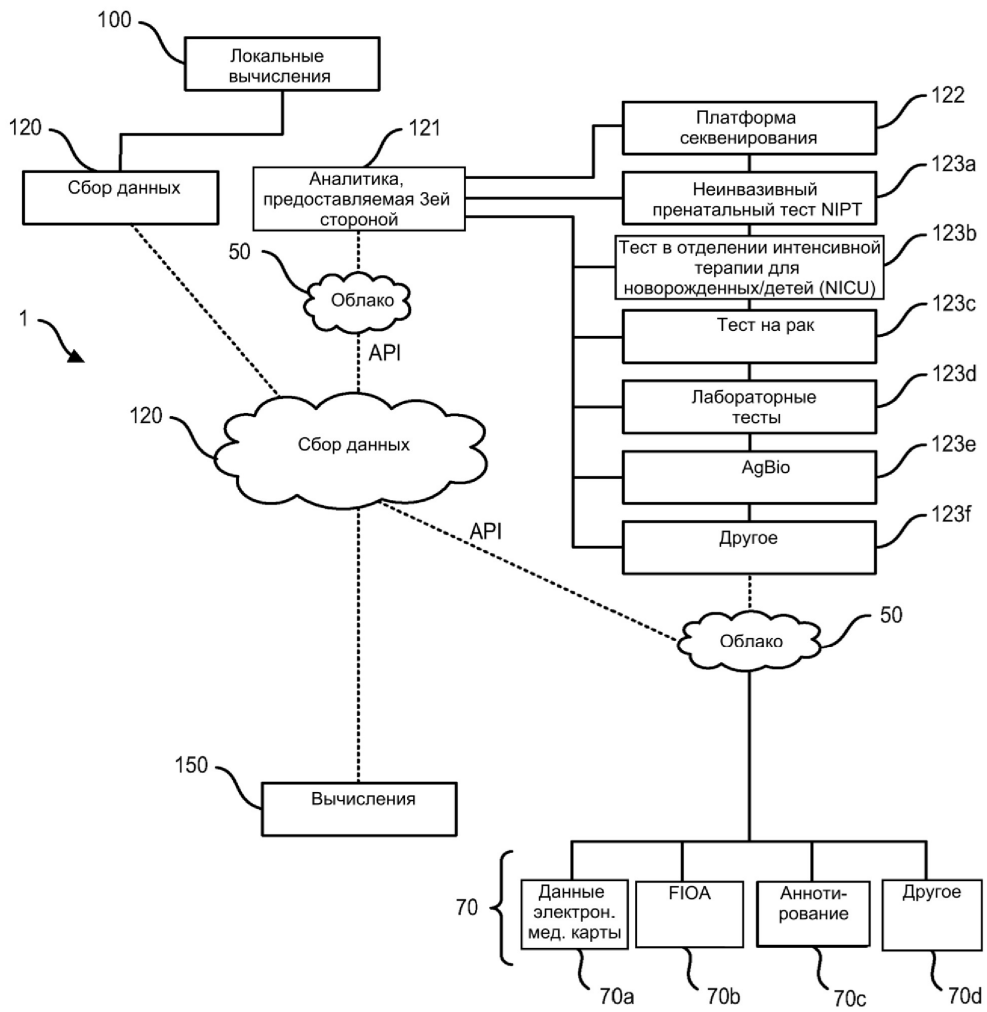 100
Локальные
вычисления
120
Сбор данных
121
Аналитика,
предоставляемая 3ей
стороной
122
Платформа
секвенирования
123a
Неинвазивный
пренатальный тест NIPT
123b
Тест в отделении интенсивной
терапии для
новорожденных/детей (NICU)
123c
Тест на рак
123d
Лабораторные
тесты
123e
AgBio
123f
Другое
50
Облако
API
1
120
Сбор данных
API
50
Облако
150
Вычисления
70
Данные
электрон.
мед. карты
70a
FIOA
70b
Анноти-
рование
70c
Другое
70d